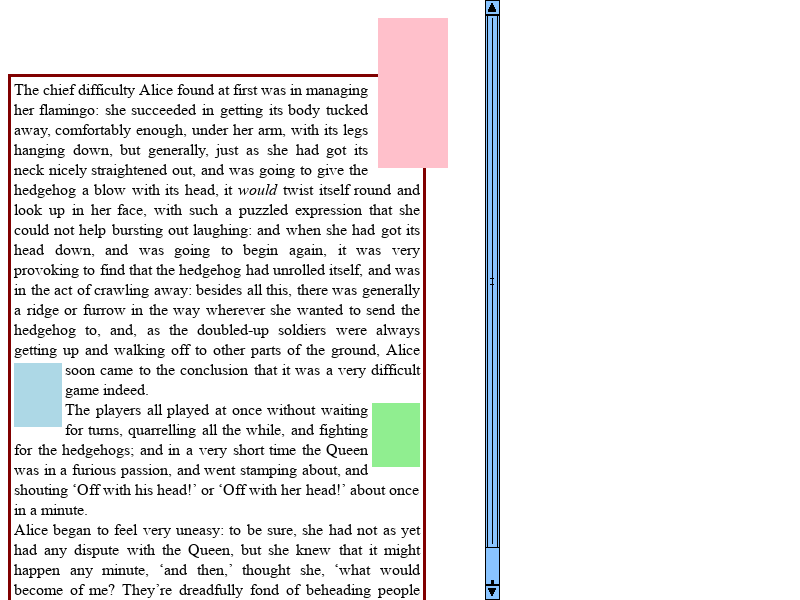 The chief difficulty Alice found at first was in managing
her flamingo: she succeeded in getting its body tucked
away, comfortably enough, under her arm, with its legs
hanging down, but generally, just as she had got its
neck nicely straightened out, and was going to give the
hedgehog a blow with its head, it would twist itself round and
look up in her face, with such a puzzled expression that she
could not help bursting out laughing: and when she had got its
head down, and was going to begin again, it was very
provoking to find that the hedgehog had unrolled itself, and was
in the act of crawling away: besides all this, there was generally
a ridge or furrow in the way wherever she wanted to send the
hedgehog to, and, as the doubled-up soldiers were always
getting up and walking off to other parts of the ground, Alice
soon came to the conclusion that it was a very difficult
game indeed.
The players all played at once without waiting
for turns, quarrelling all the while, and fighting
for the hedgehogs; and in a very short time the Queen
was in a furious passion, and went stamping about, and
shouting ‘Off with his head!’ or ‘Off with her head!’ about once
in a minute.
Alice began to feel very uneasy: to be sure, she had not as yet
had any dispute with the Queen, but she knew that it might
happen any minute, ‘and then,’ thought she, ‘what would
become of me? They’re dreadfully fond of beheading people